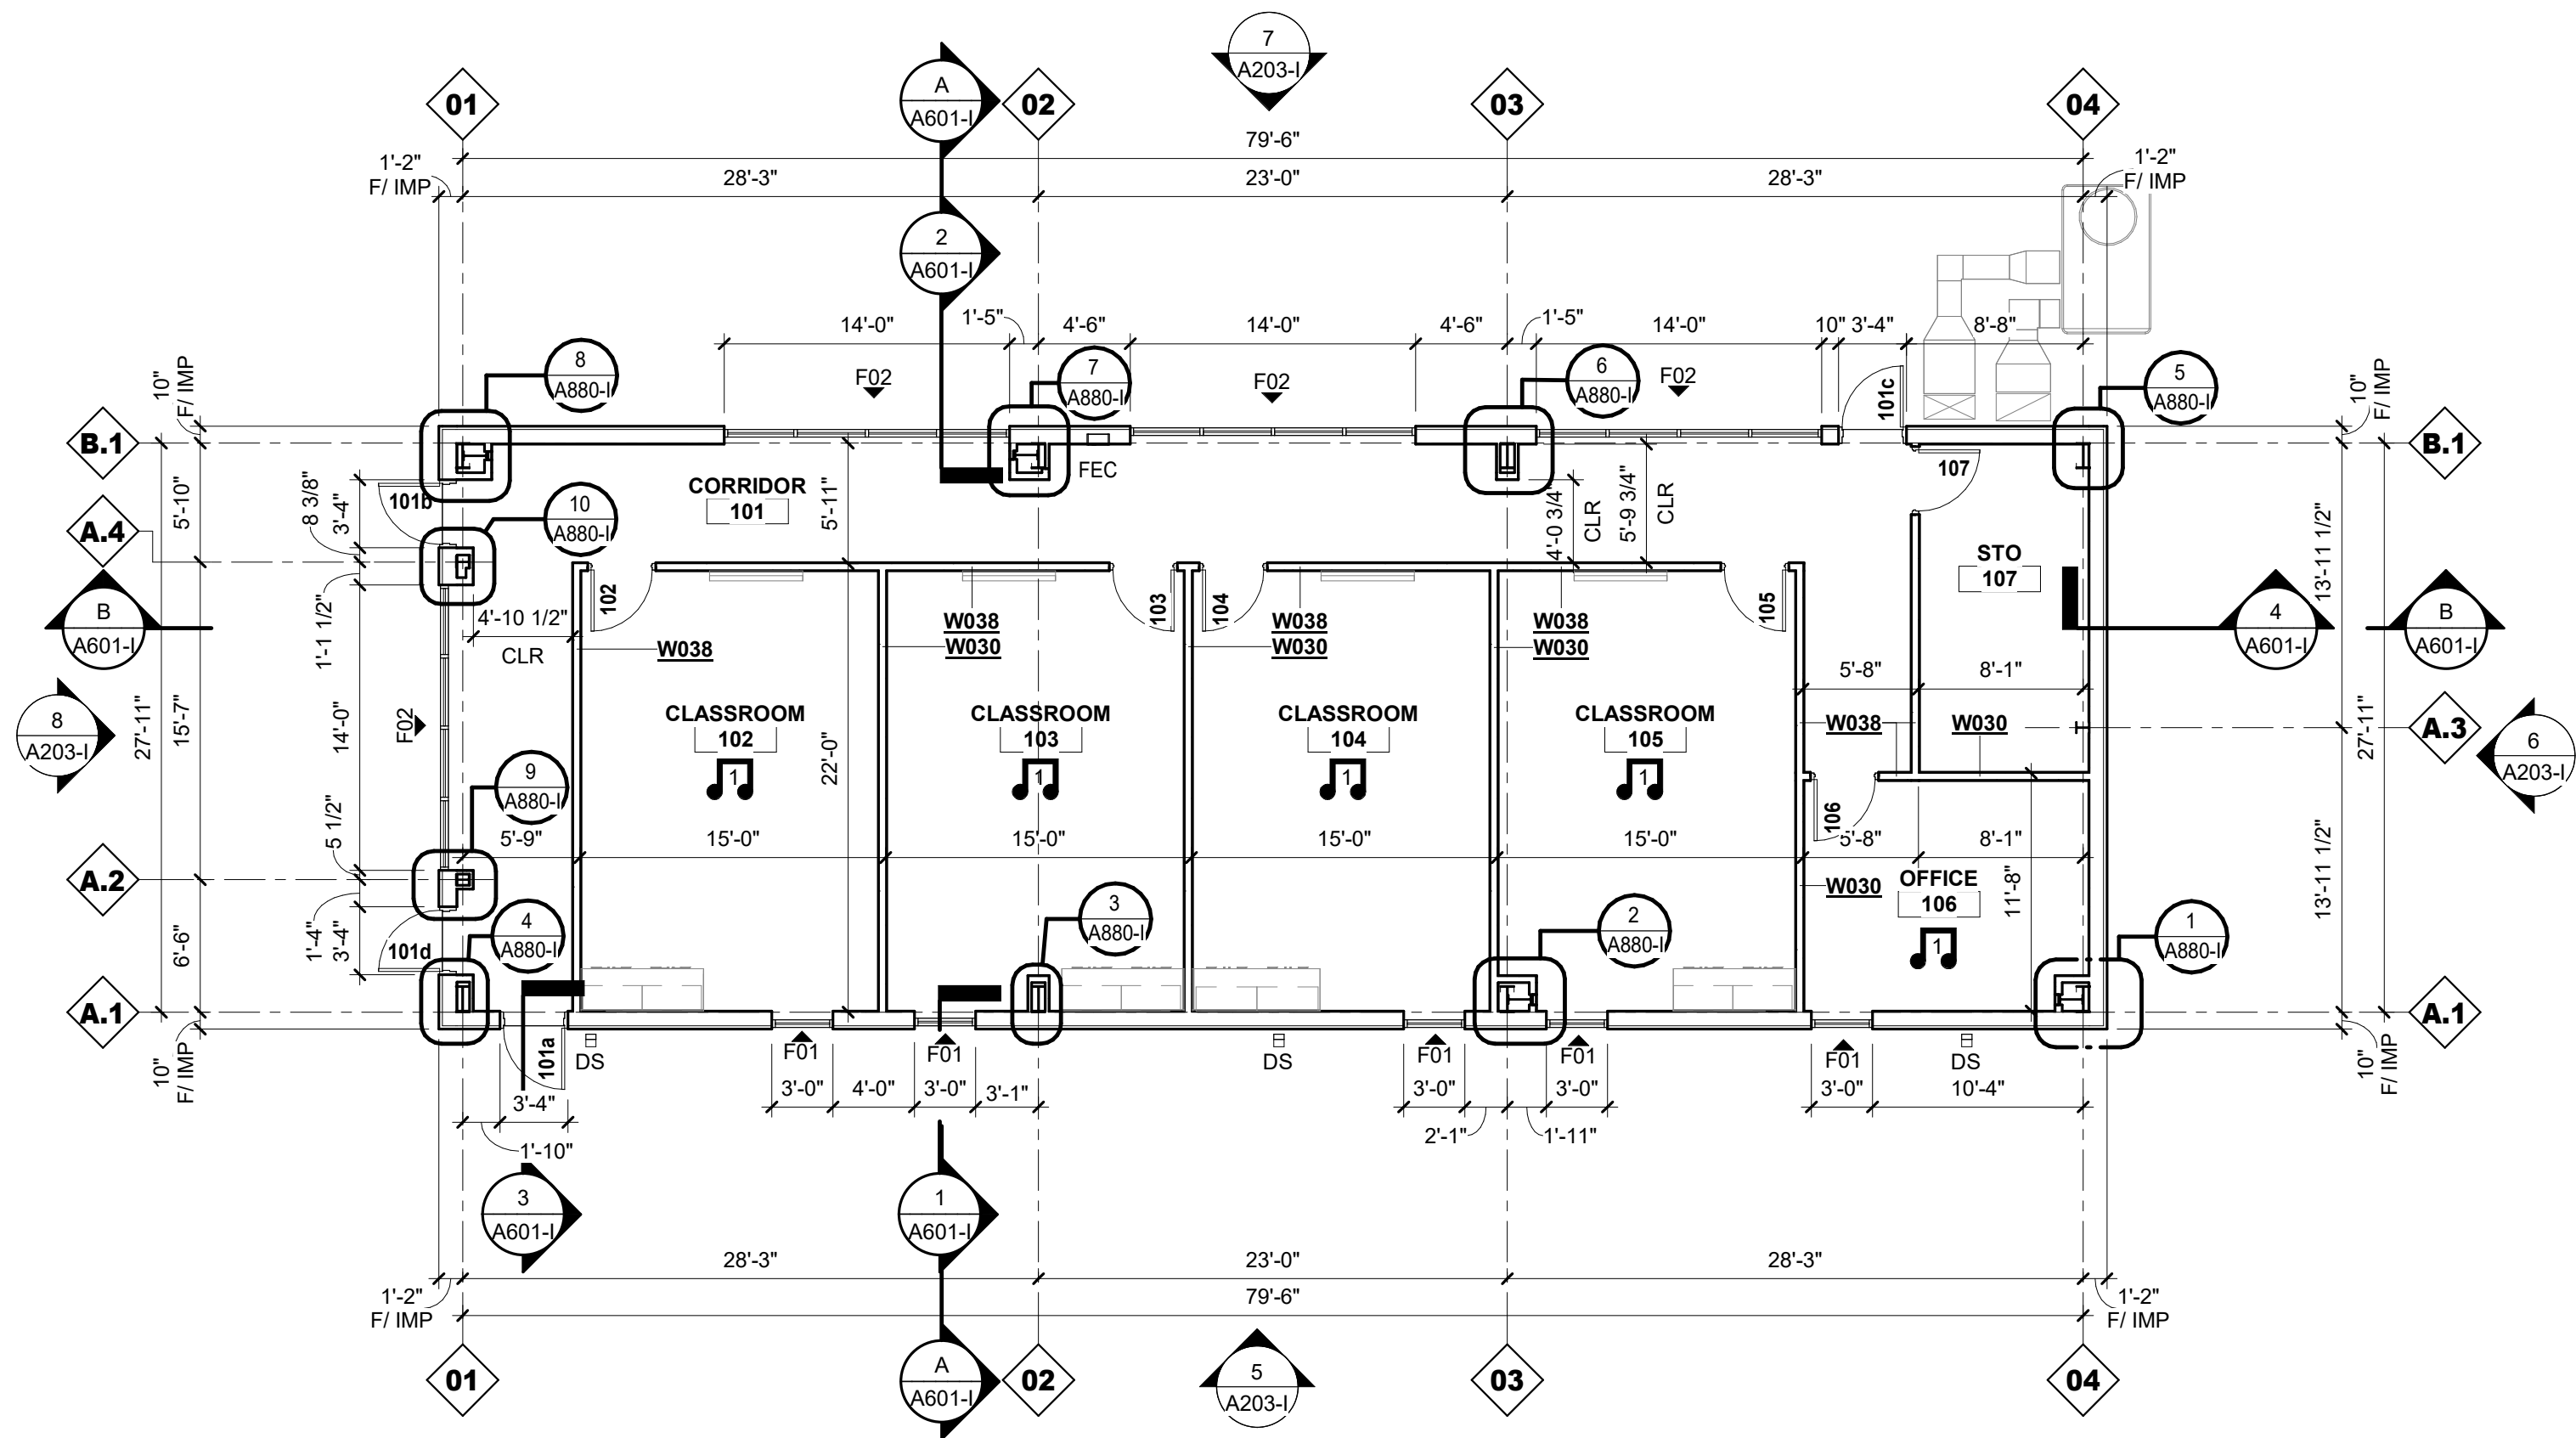 7
A203-I
A
A601-I
01
02
03
04
79'-6"
1'-2"
F/ IMP
28'-3"
23'-0"
28'-3"
1'-2"
F/ IMP
2
A601-I
14'-0"
1'-5"
4'-6"
14'-0"
4'-6"
1'-5"
14'-0"
10"
3'-4"
8'-8"
8
A880-I
F02
7
A880-I
F02
6
A880-I
F02
101c
5
A880-I
10"
F/ IMP
10"
F/ IMP
B.1
B.1
FEC
107
CORRIDOR
101
101b
5'-10"
8 3/8"
3'-4"
10
A880-I
5'-11"
4'-0 3/4"
CLR
5'-9 3/4"
CLR
A.4
STO
107
13'-11 1/2"
102
103
104
105
B
A601-I
4'-10 1/2"
CLR
1'-11 1/2"
W038
W038
W030
W038
W030
W038
W030
4
A601-I
B
A601-I
5'-8"
8'-1"
CLASSROOM
102
1
CLASSROOM
103
1
CLASSROOM
104
1
CLASSROOM
105
1
W038
W030
A.3
8
A203-I
27'-11"
15'-7"
14'-0"
F02
22'-0"
27'-11"
6
A203-I
9
A880-I
106
5 1/2"
5'-9"
15'-0"
15'-0"
15'-0"
15'-0"
5'-8"
8'-1"
A.2
W030
OFFICE
106
1
11'-8"
13'-11 1/2"
1'-4"
3'-4"
6'-6"
101d
4
A880-I
3
A880-I
2
A880-I
1
A880-I
A.1
A.1
10"
F/ IMP
101a
DS
F01
F01
DS
F01
F01
F01
DS
10"
F/ IMP
3'-4"
3'-0"
4'-0"
3'-0"
3'-1"
3'-0"
3'-0"
3'-0"
10'-4"
1'-10"
2'-1"
1'-11"
3
A601-I
1
A601-I
28'-3"
23'-0"
28'-3"
1'-2"
F/ IMP
79'-6"
1'-2"
F/ IMP
01
A
A601-I
02
5
A203-I
03
04